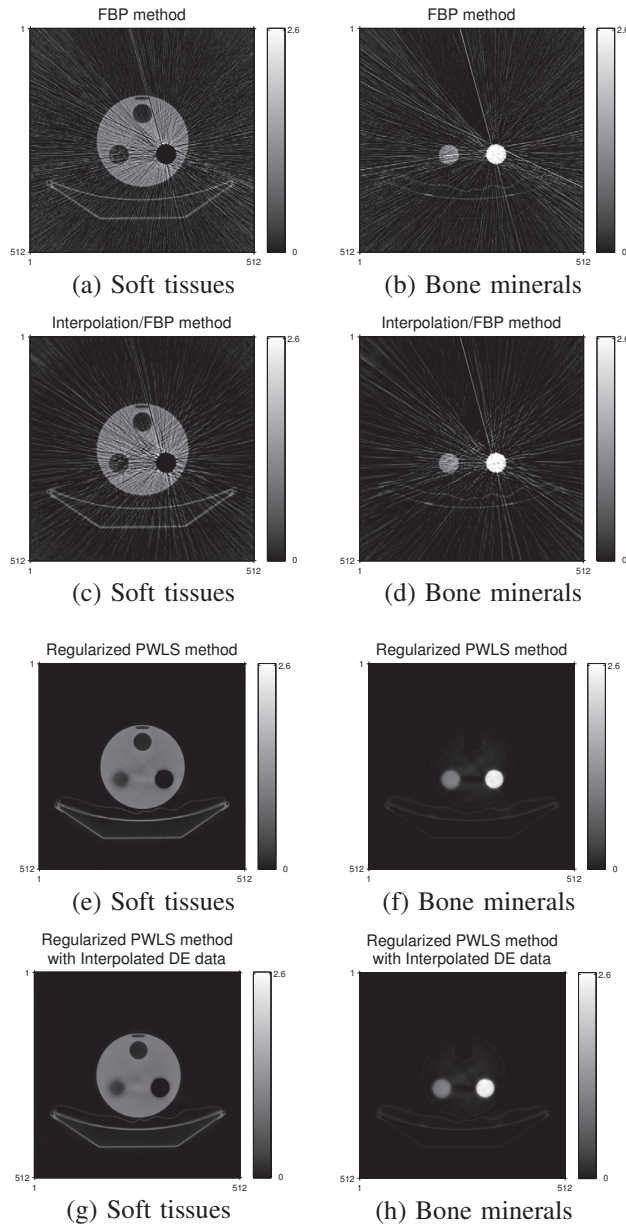 FBP method
FBP method
1
2.6
1
2.6
512
0
512
0
1
512
1
512
(a) Soft tissues
(b) Bone minerals
Interpolation/FBP method
Interpolation/FBP method
1
2.6
1
2.6
512
0
512
0
1
512
1
512
(c) Soft tissues
(d) Bone minerals
Regularized PWLS method
Regularized PWLS method
1
2.6
1
2.6
512
0
512
0
1
512
1
512
(e) Soft tissues
(f) Bone minerals
Regularized PWLS method
with Interpolated DE data
Regularized PWLS method
with Interpolated DE data
1
2.6
1
2.6
512
0
512
0
1
512
1
512
(g) Soft tissues
(h) Bone minerals